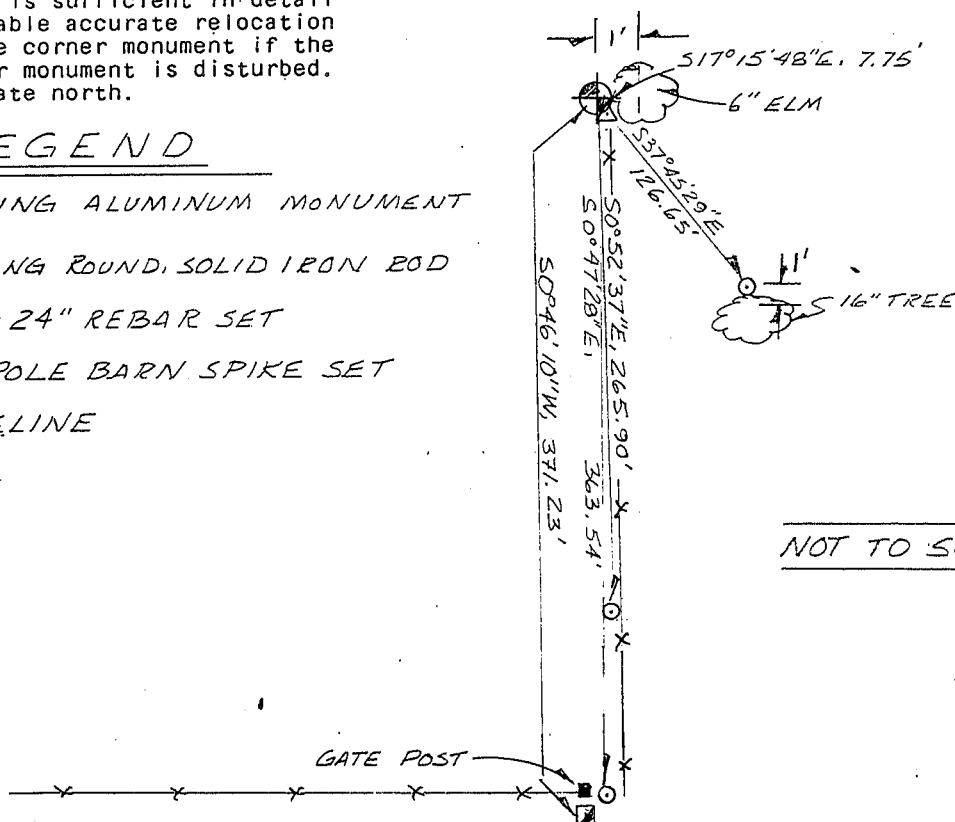 is sufficient in detail
able accurate relocation
e corner monument if the
r monument is disturbed.
ate north.
EGEND
ING ALUMINUM MONUMENT
NG ROUND, SOLID IRON ROD
24" REBAR SET
POLE BARN SPIKE SET
ELINE
1'
S17°15'48"E, 7.75'
6" ELM
S37°45'29"E
126.65'
1'
16" TREE
S0°52'37"E, 265.90'
S0°47'28"E, 363.54'
S0°46'10"W, 371.23'
NOT TO S
GATE POST